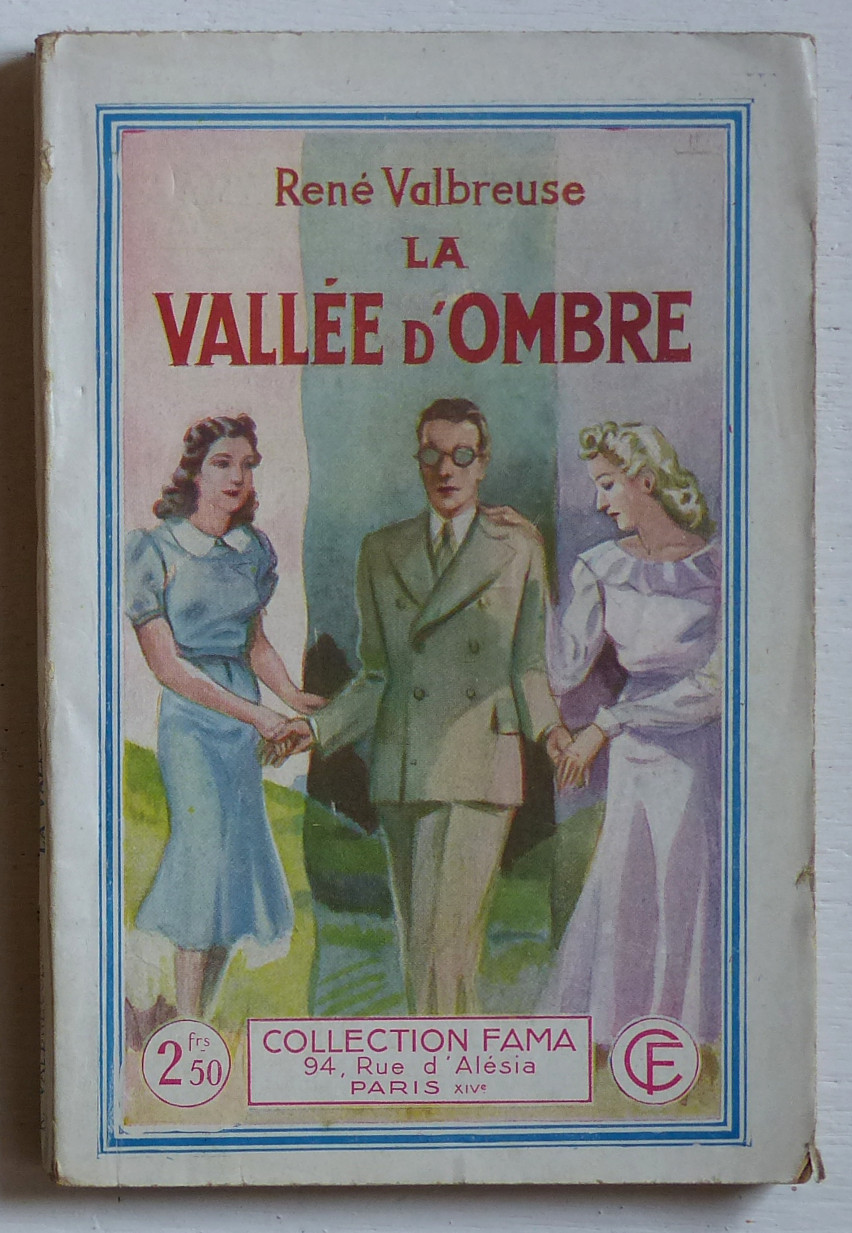 René Valbreuse
LA
VALLÉE D'OMBRE
2 frs 50
COLLECTION FAMA
94, Rue d'Alésia
PARIS XIVe
CF